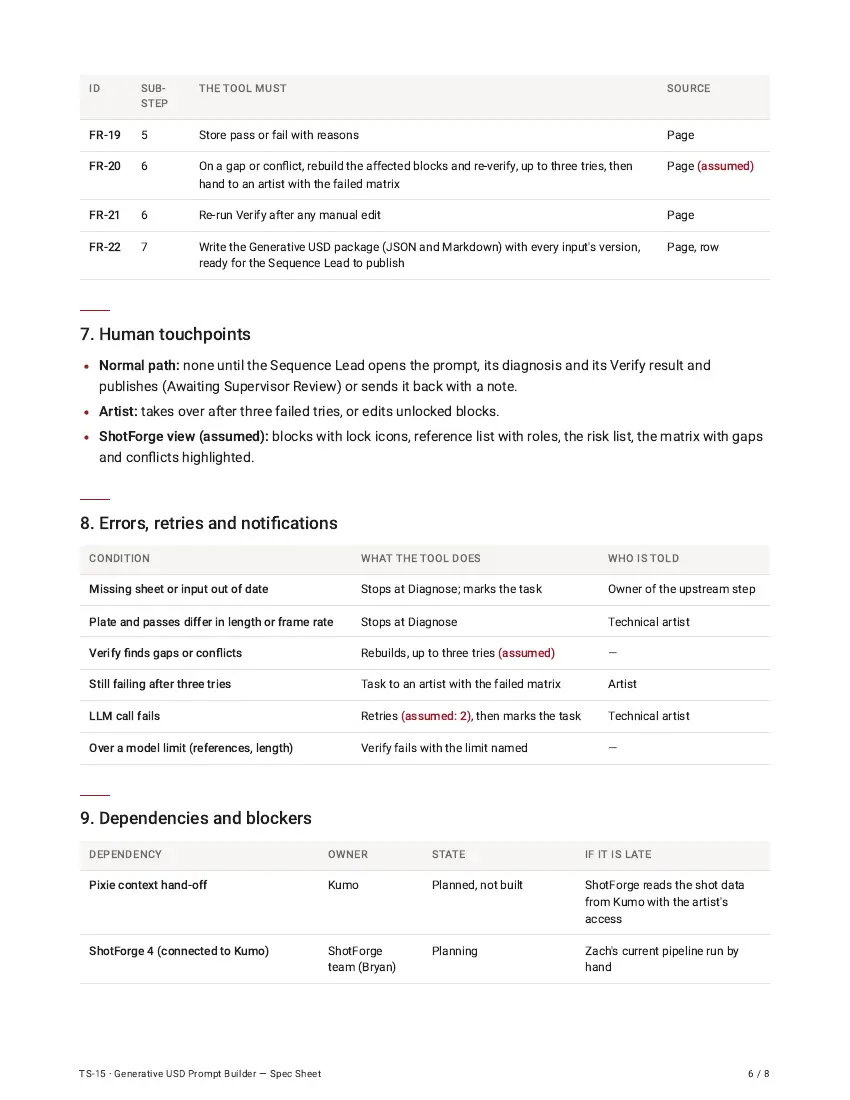 ID SUB- THE TOOL MUST SOURCE
STEP
FR-19 5 Store pass or fail with reasons Page
FR-20 6 On a gap or conflict, rebuild the affected blocks and re-verify, up to three tries, then Page (assumed)
hand to an artist with the failed matrix
FR-21 6 Re-run Verify after any manual edit Page
FR-22 7 Write the Generative USD package (JSON and Markdown) with every input's version, Page, row
ready for the Sequence Lead to publish
7. Human touchpoints
• Normal path: none until the Sequence Lead opens the prompt, its diagnosis and its Verify result and
publishes (Awaiting Supervisor Review) or sends it back with a note.
• Artist: takes over after three failed tries, or edits unlocked blocks.
• ShotForge view (assumed): blocks with lock icons, reference list with roles, the risk list, the matrix with gaps
and conflicts highlighted.
8. Errors, retries and notifications
CONDITION WHAT THE TOOL DOES WHO IS TOLD
Missing sheet or input out of date Stops at Diagnose; marks the task Owner of the upstream step
Plate and passes differ in length or frame rate Stops at Diagnose Technical artist
Verify finds gaps or conflicts Rebuilds, up to three tries (assumed) —
Still failing after three tries Task to an artist with the failed matrix Artist
LLM call fails Retries (assumed: 2), then marks the task Technical artist
Over a model limit (references, length) Verify fails with the limit named —
9. Dependencies and blockers
DEPENDENCY OWNER STATE IF IT IS LATE
Pixie context hand-off Kumo Planned, not built ShotForge reads the shot data
from Kumo with the artist's
access
ShotForge 4 (connected to Kumo) ShotForge Planning Zach's current pipeline run by
team (Bryan) hand
TS-15 · Generative USD Prompt Builder — Spec Sheet 6 / 8